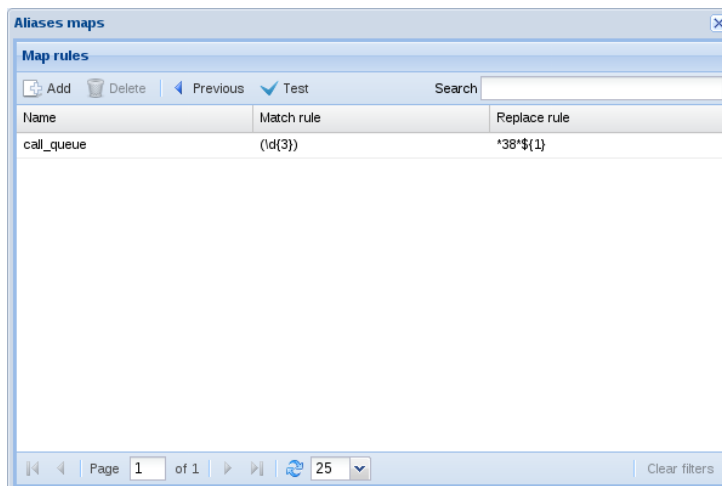 Aliases maps
Map rules
Add Delete Previous Test Search
Name Match rule Replace rule
call_queue (\d{3}) *38*${1}
Page 1 of 1 25 Clear filters